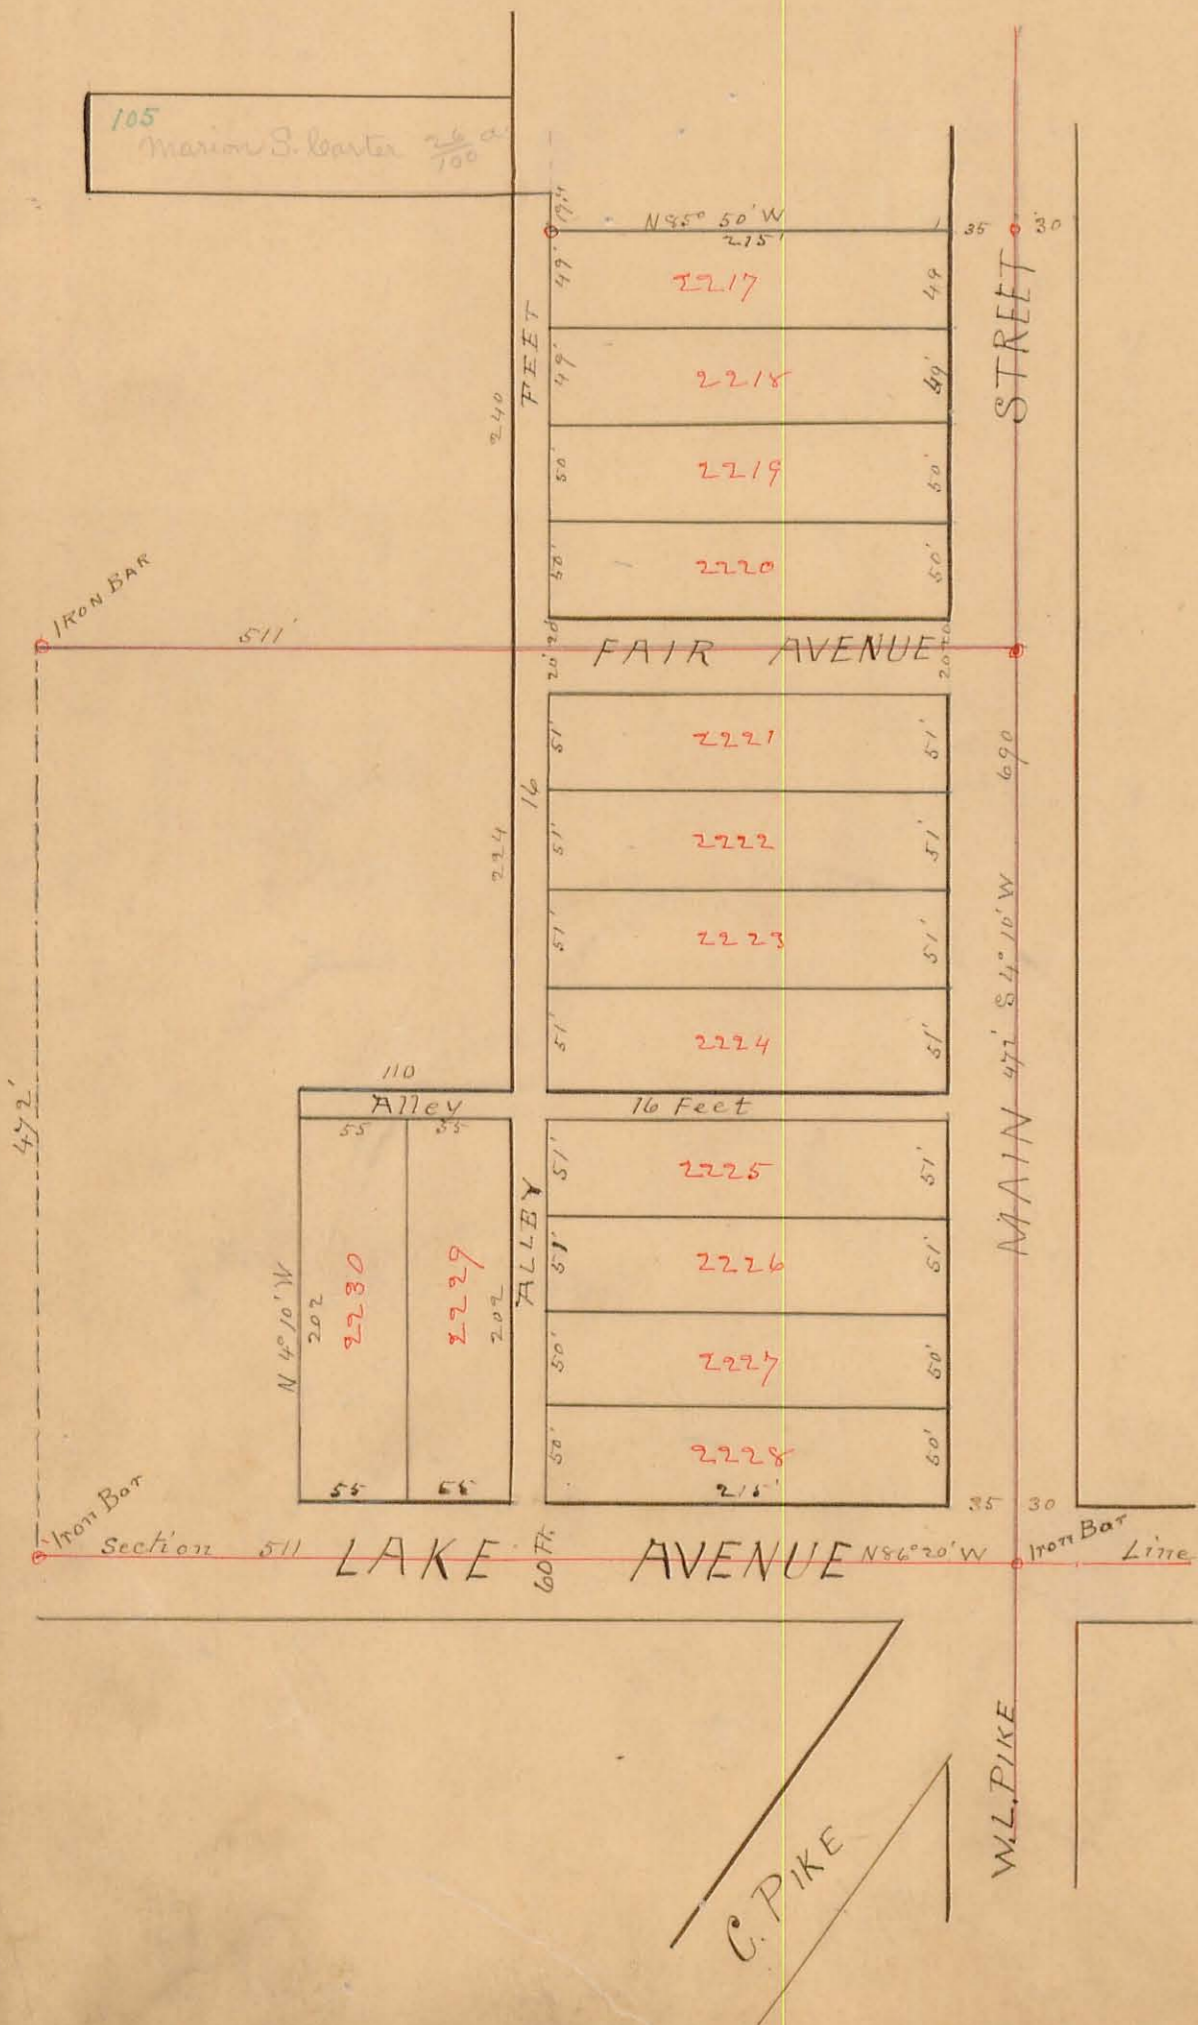 105
Marion S. Carter 26/100 a
19.4
N 85° 50' W
215'
35 30
49' 2217 49
49' 2218 49'
50' 2219 50'
50' 2220 50'
240
16 FEET
MAIN STREET
IRON BAR
511'
20' 20' FAIR AVENUE 20 20
51' 2221 51'
51' 2222 51'
51' 2223 51'
51' 2224 51'
224
690
472' S 4° 10' W
472'
110
Alley 16 Feet
55 55
51' 2225 51'
51' 2226 51'
50' 2227 50'
50' 2228 50'
215'
ALLEY
N 4° 10' W
202
2230
2229
202
55 55
35 30
Iron Bar
Section 511 LAKE 60 Ft. AVENUE N 86° 20' W Iron Bar Line
W.L. PIKE
C. PIKE